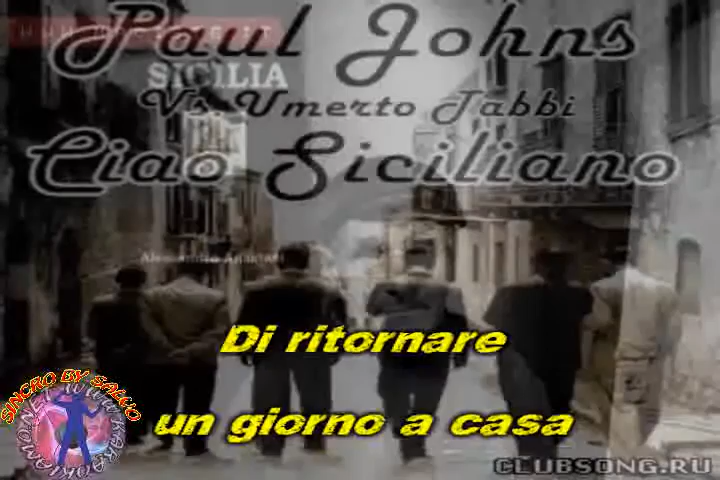 Paul Johns
SICILIA
Vs. Umerto Tabbi
Ciao Siciliano
Di ritornare
SINCRO BY SALVO
un giorno a casa
CLUBSONG.RU